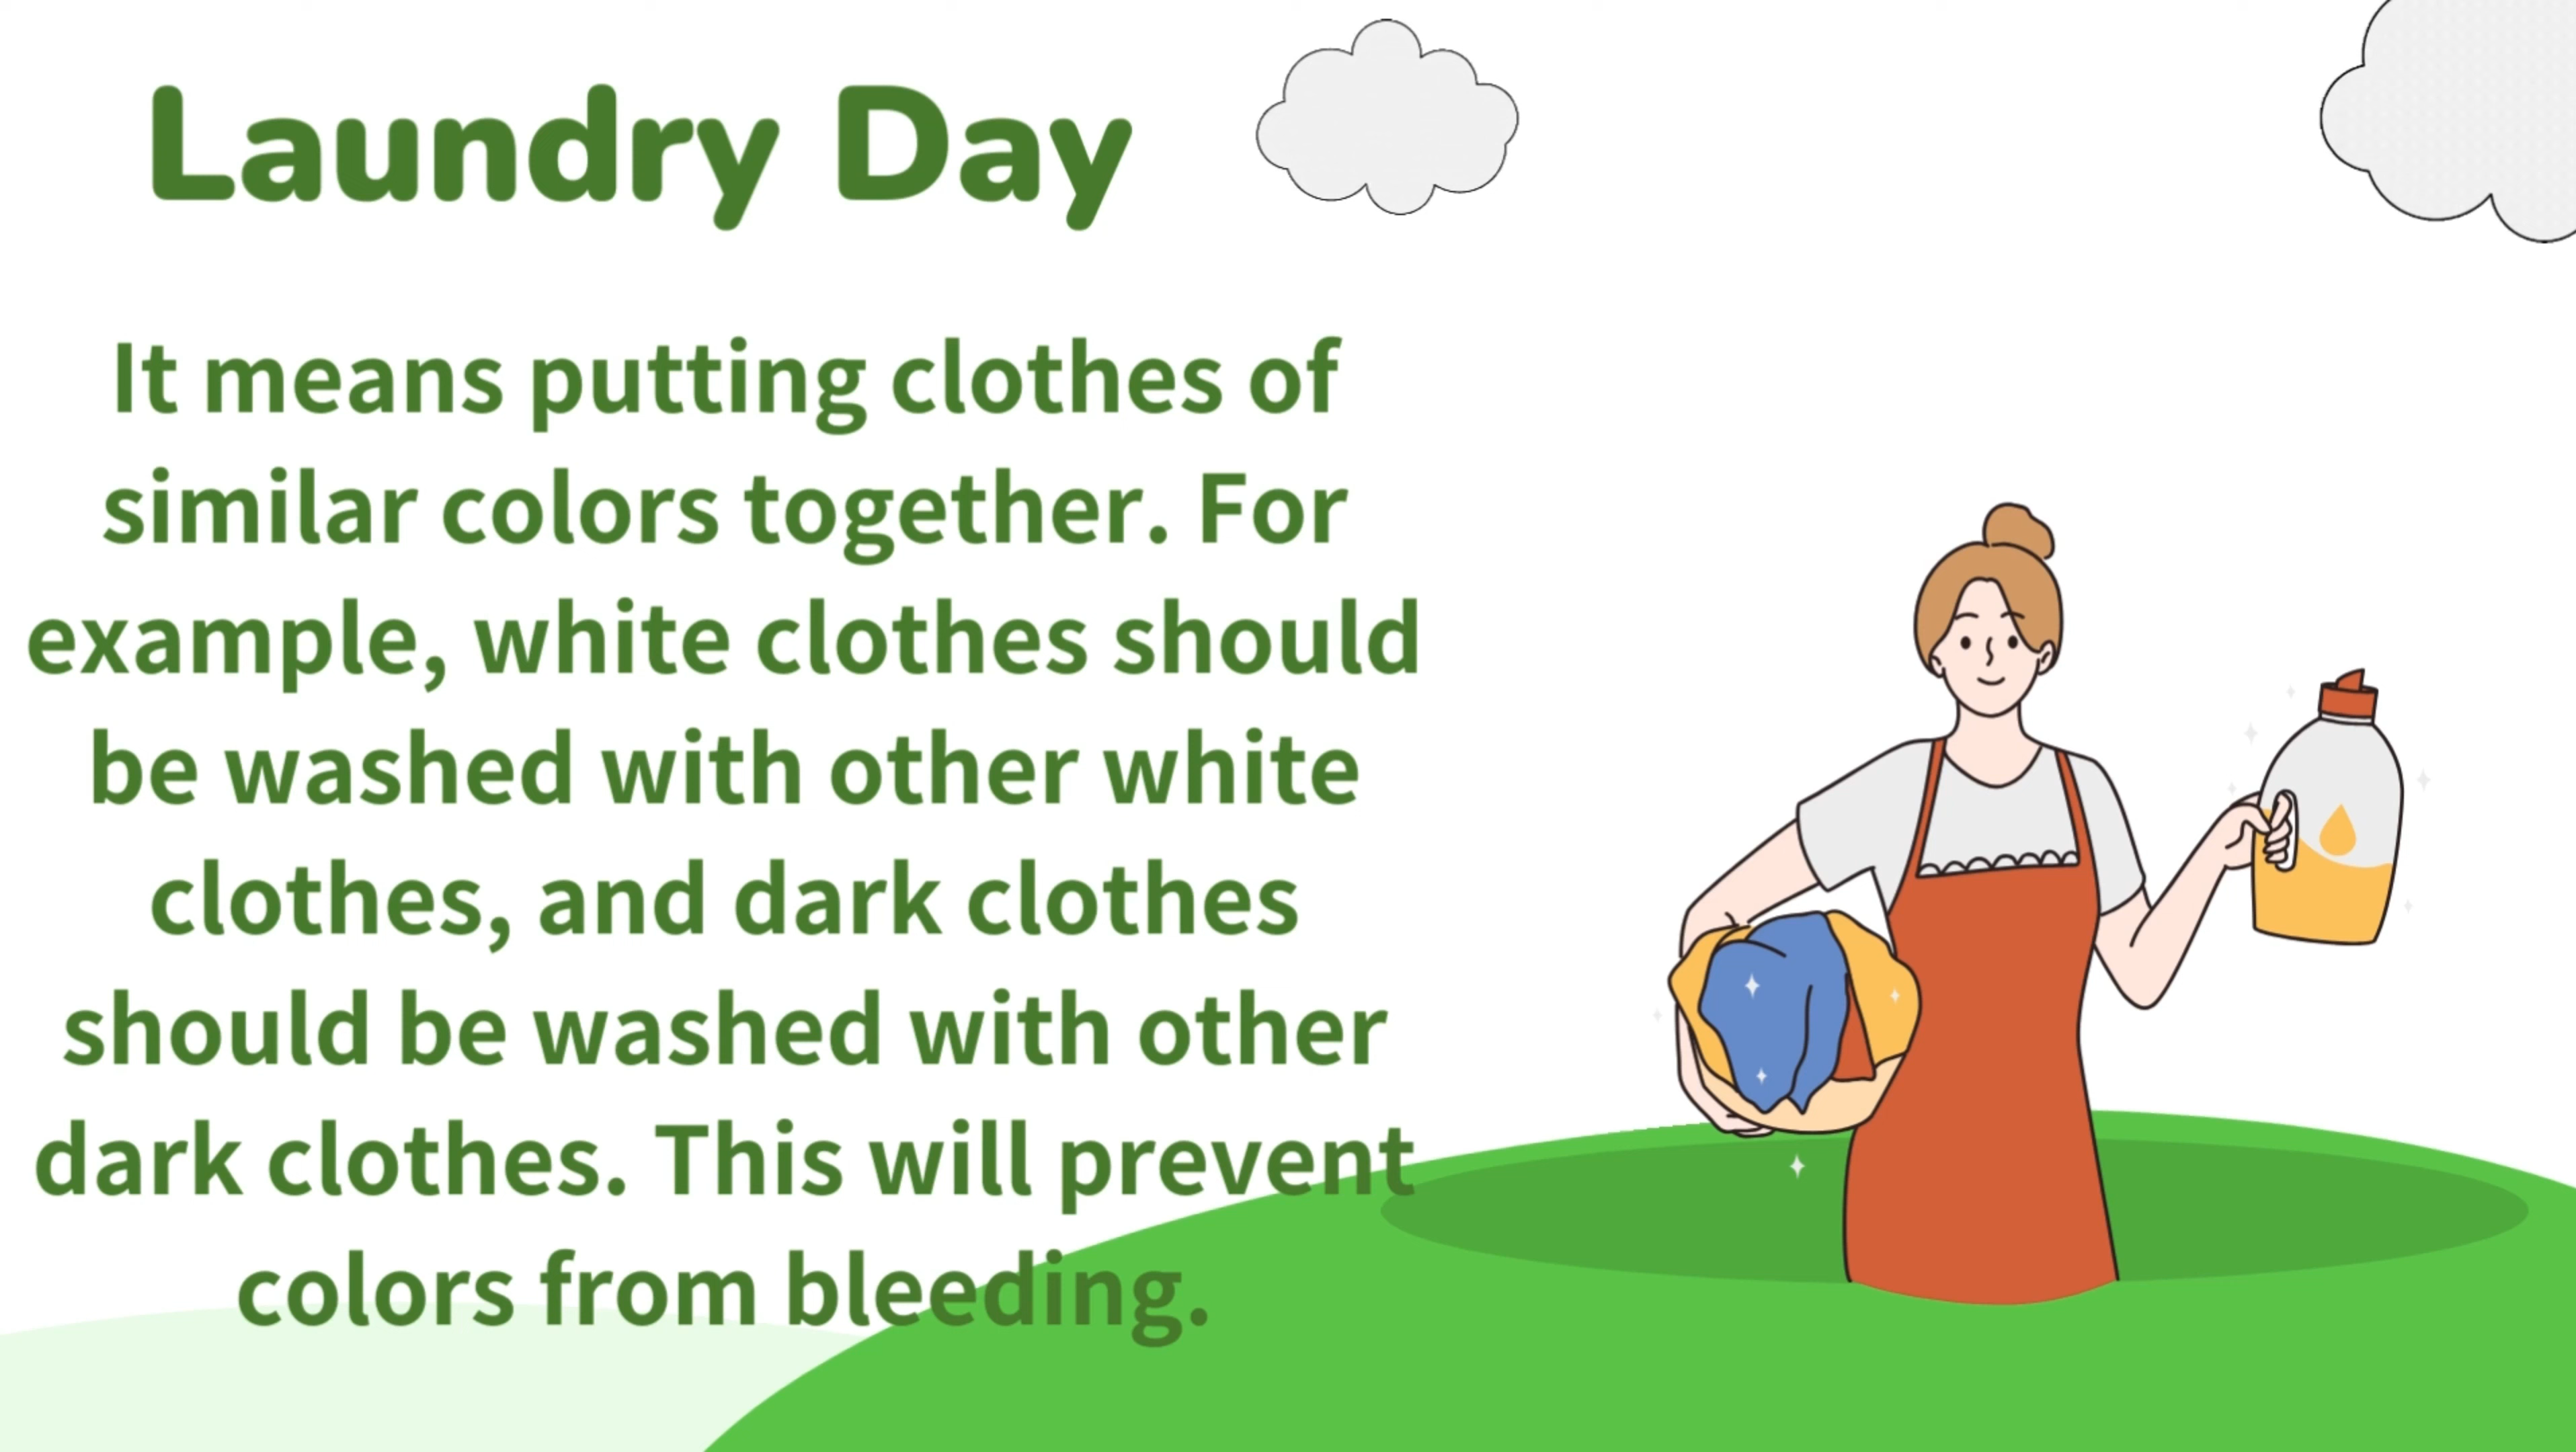 Laundry Day
It means putting clothes of
similar colors together. For
example, white clothes should
be washed with other white
clothes, and dark clothes
should be washed with other
dark clothes. This will prevent
colors from bleeding.